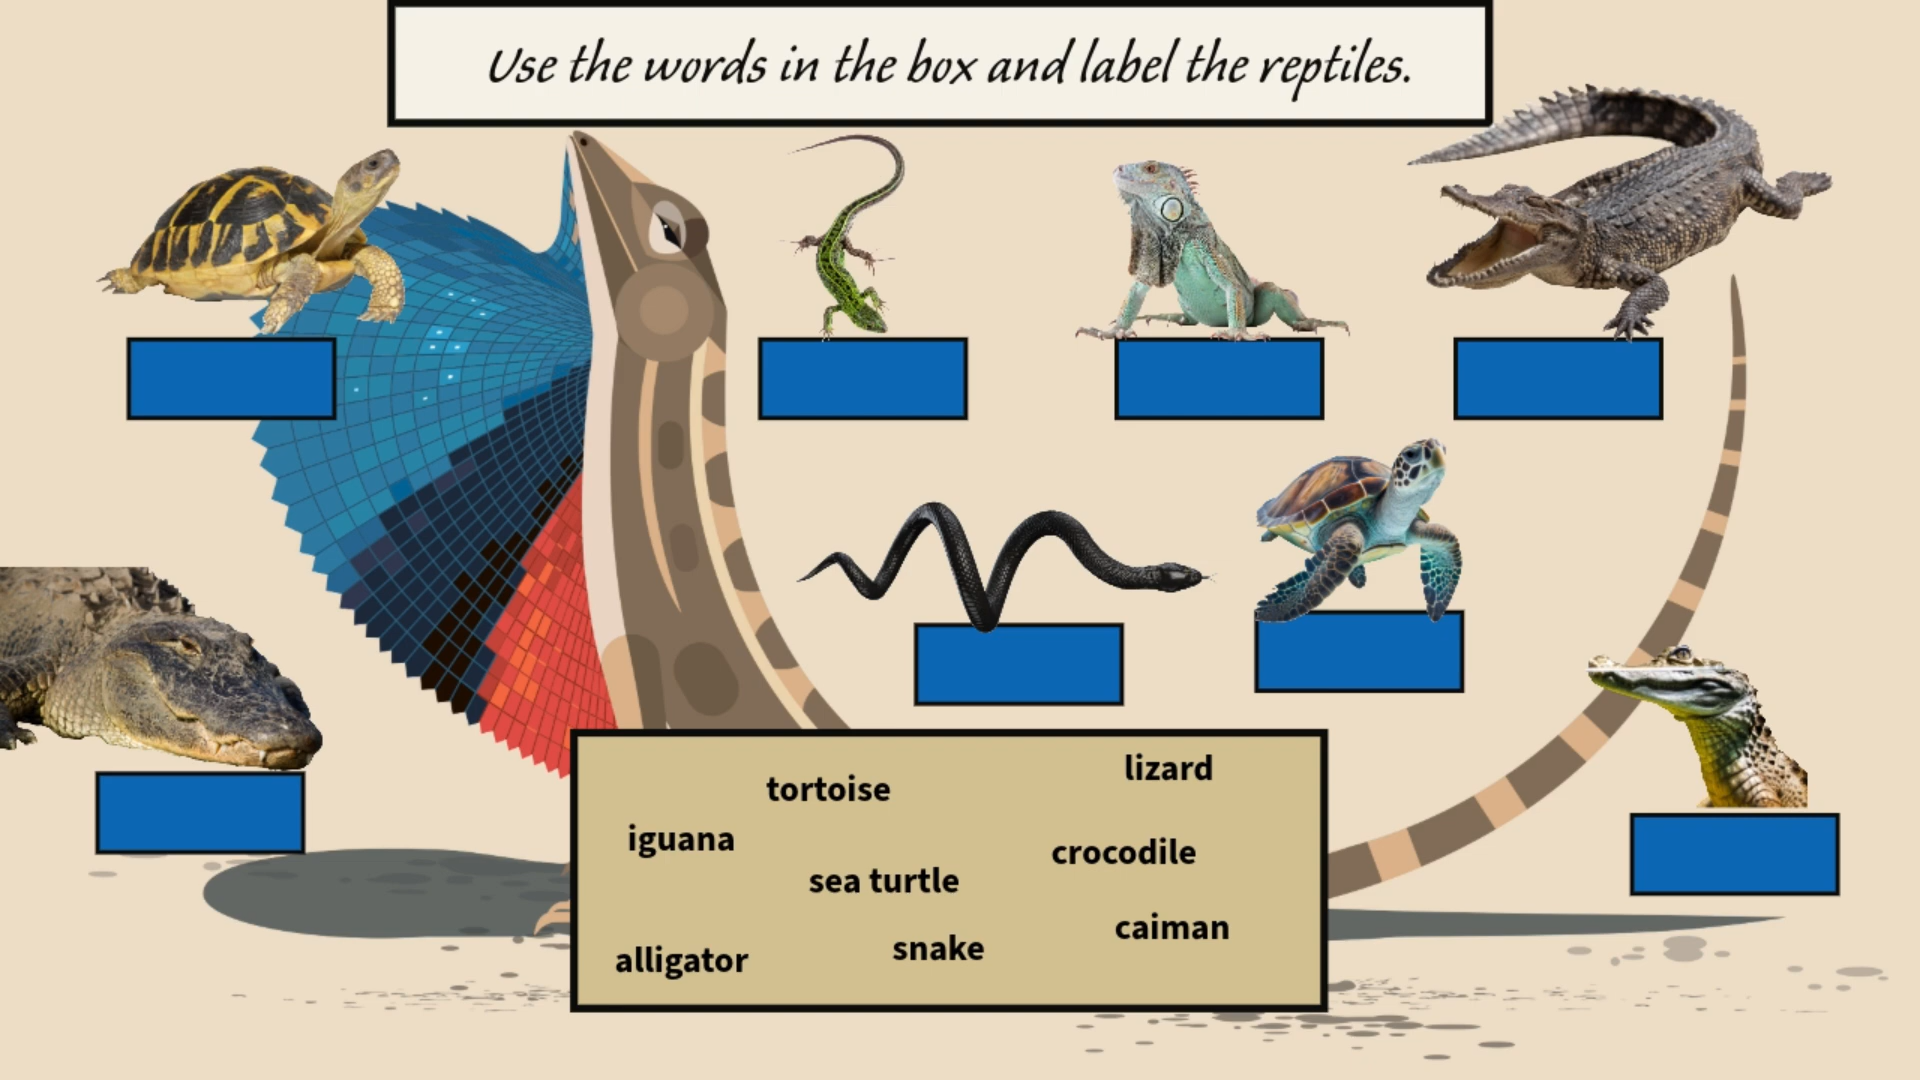 Use the words in the box and label the reptiles.
lizard
tortoise
iguana
crocodile
sea turtle
caiman
snake
alligator